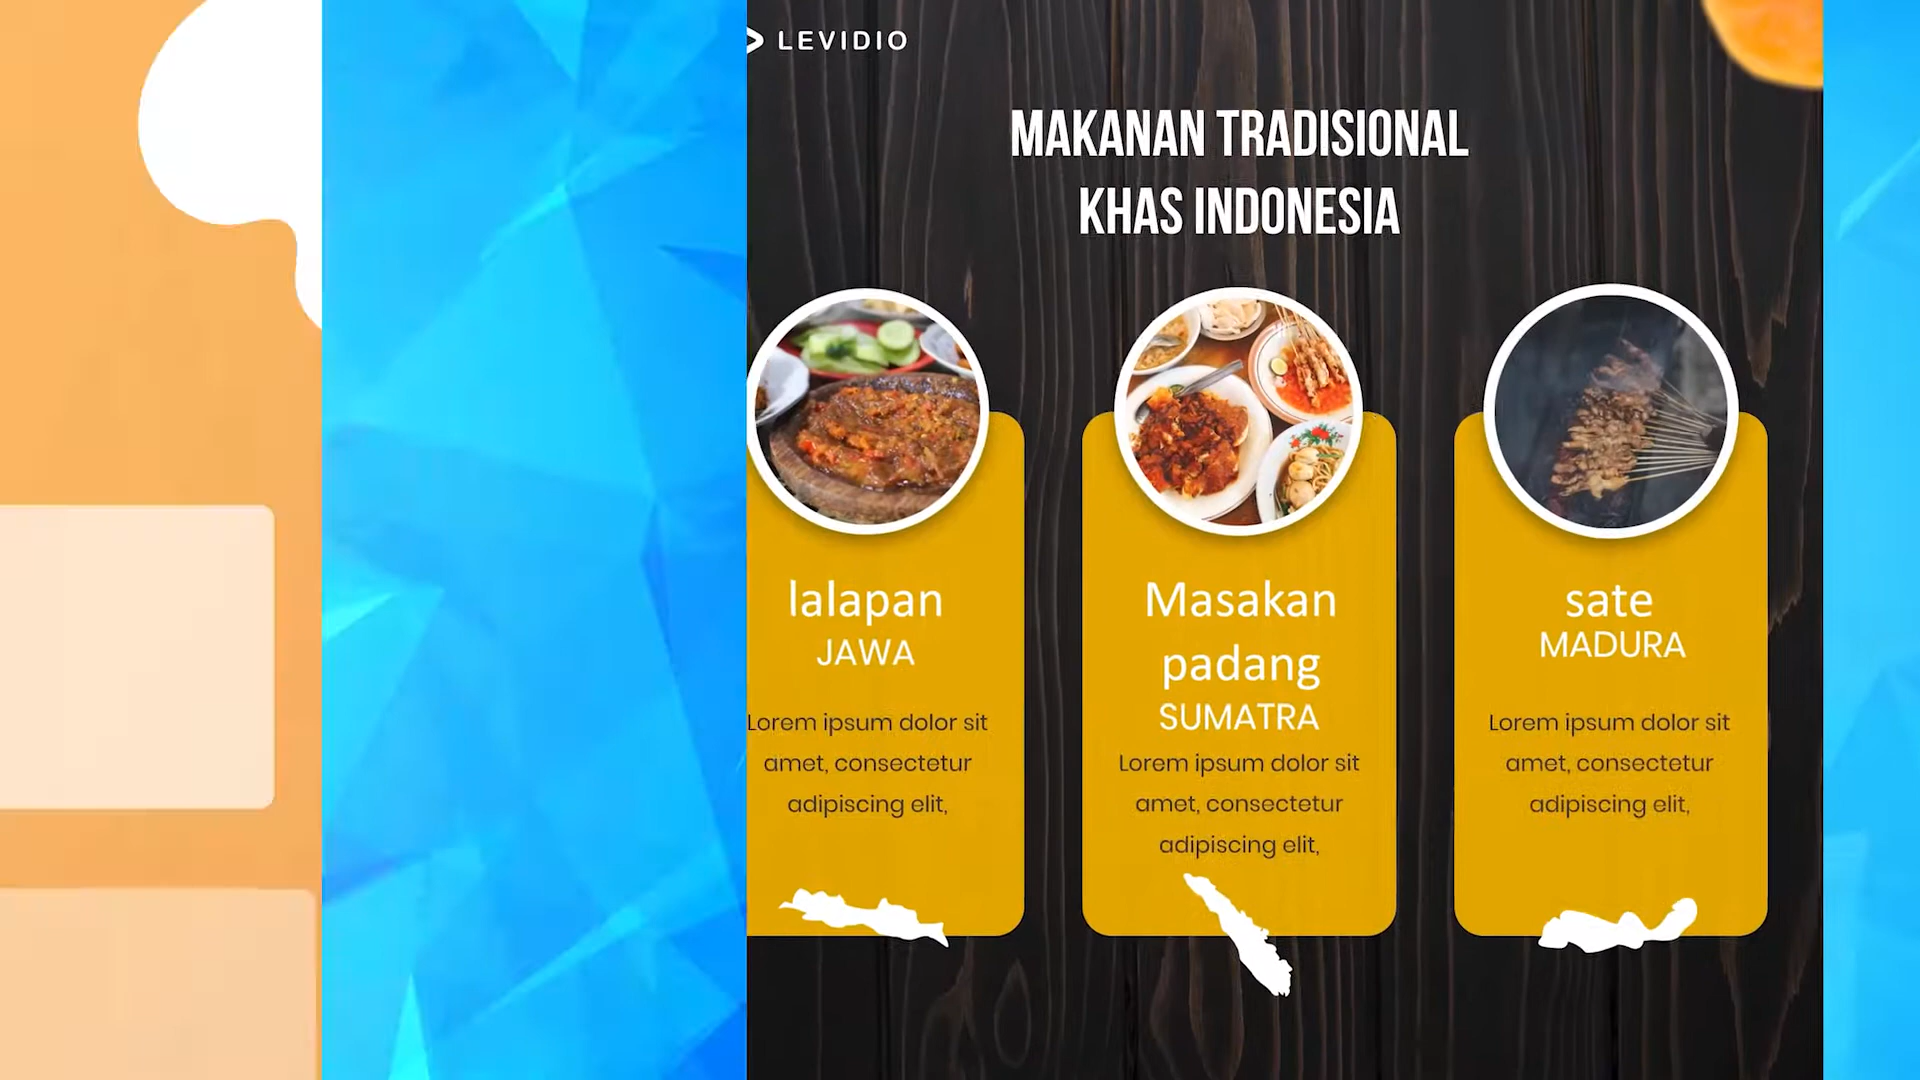 LEVIDIO
MAKANAN TRADISIONAL
KHAS INDONESIA
lalapan
JAWA
Lorem ipsum dolor sit
amet, consectetur
adipiscing elit,
Masakan
padang
SUMATRA
Lorem ipsum dolor sit
amet, consectetur
adipiscing elit,
sate
MADURA
Lorem ipsum dolor sit
amet, consectetur
adipiscing elit,